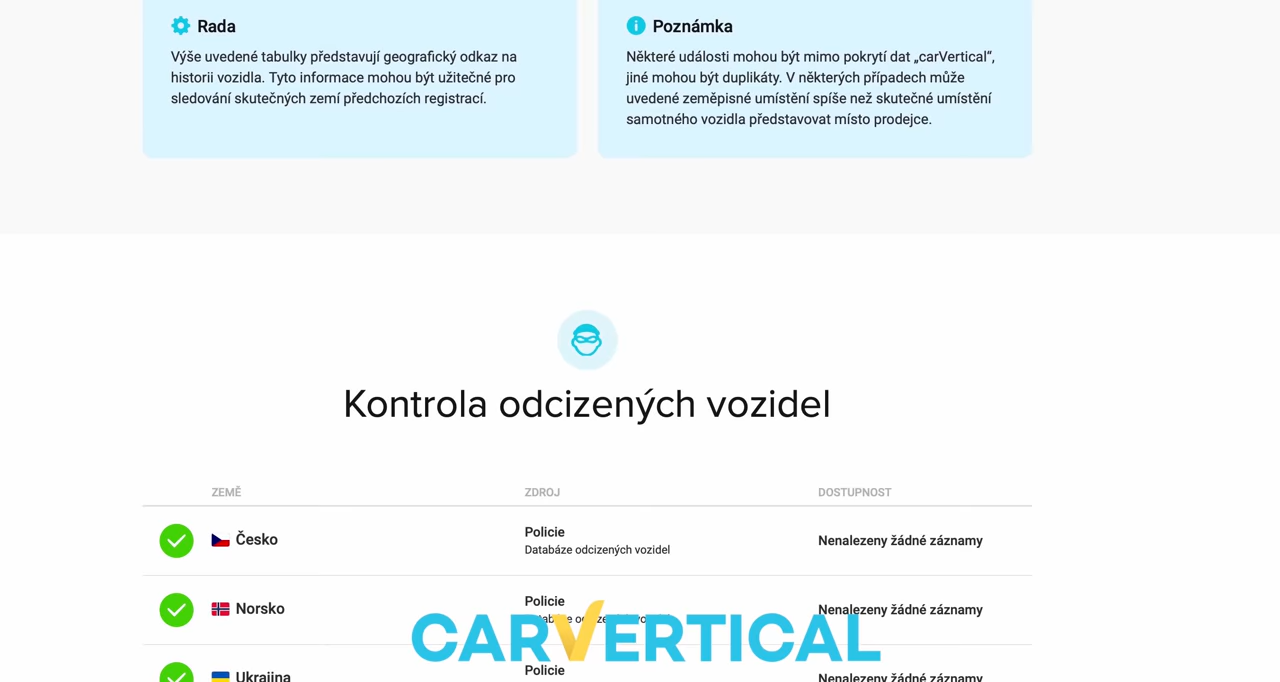 Rada
Výše uvedené tabulky představují geografický odkaz na
historii vozidla. Tyto informace mohou být užitečné pro
sledování skutečných zemí předchozích registrací.
Poznámka
Některé události mohou být mimo pokrytí dat „carVertical“,
jiné mohou být duplikáty. V některých případech může
uvedené zeměpisné umístění spíše než skutečné umístění
samotného vozidla představovat místo prodejce.
Kontrola odcizených vozidel
ZEMĚ ZDROJ DOSTUPNOST
Česko
Policie
Databáze odcizených vozidel
Nenalezeny žádné záznamy
Norsko
Policie
Nenalezeny žádné záznamy
CARVERTICAL
Ukrajina
Policie
Nenalezeny žádné záznamy